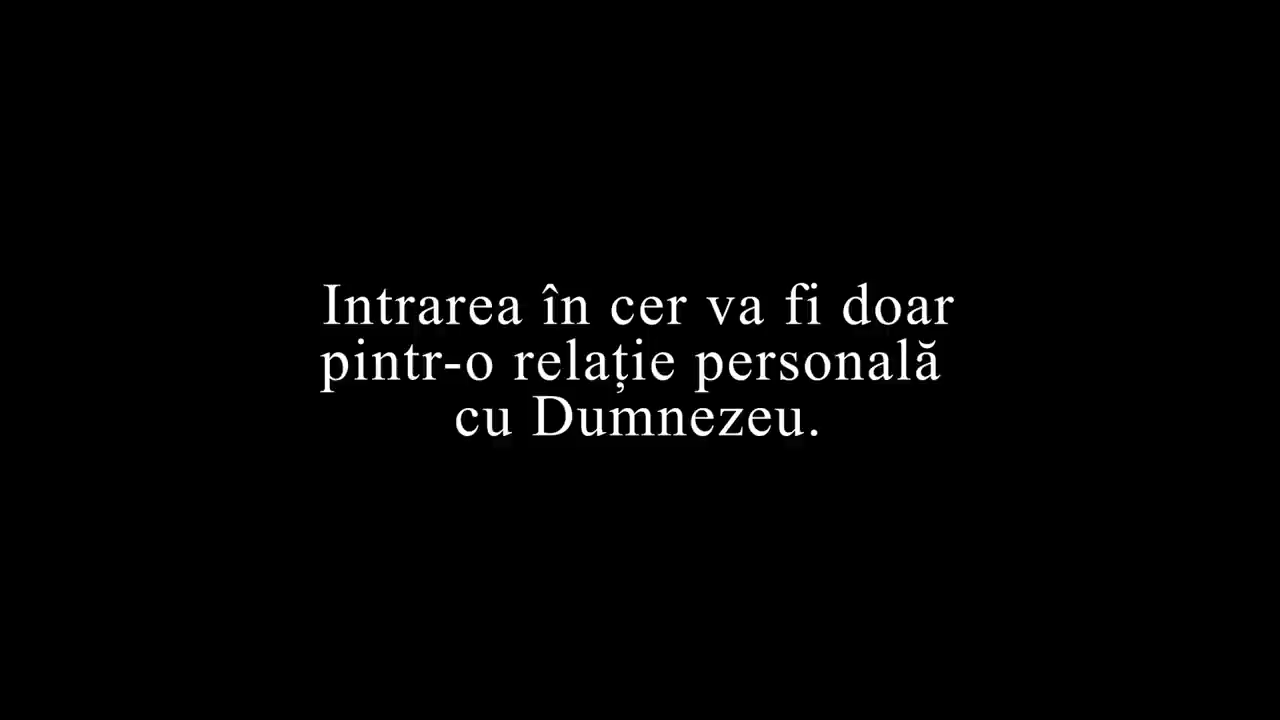 Intrarea în cer va fi doar
pintr-o relație personală
cu Dumnezeu.